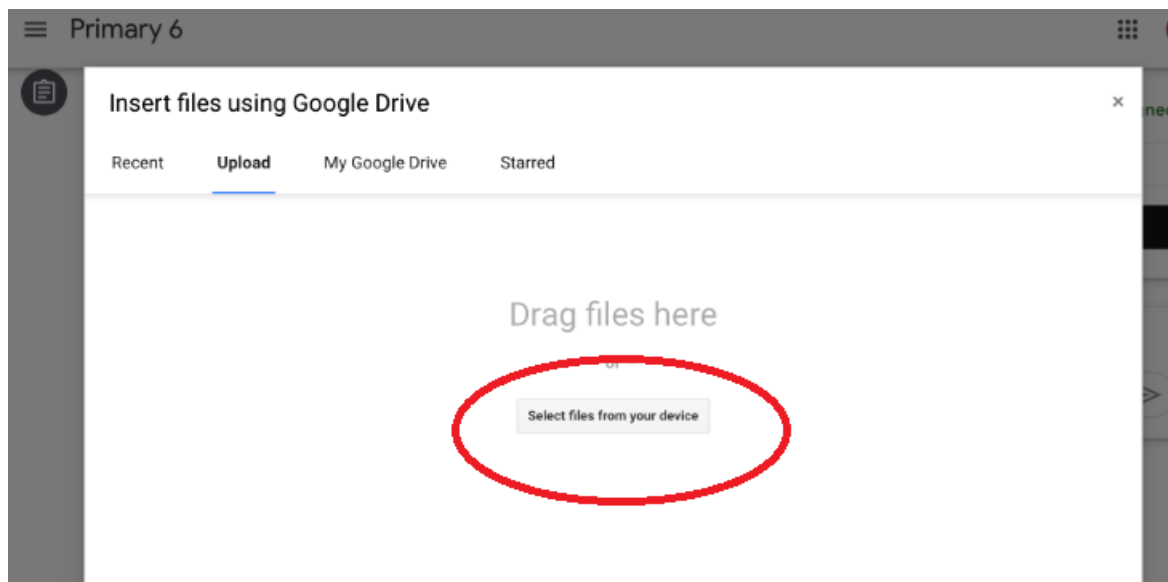 Primary 6
Insert files using Google Drive
×
Recent Upload My Google Drive Starred
Drag files here
or
Select files from your device